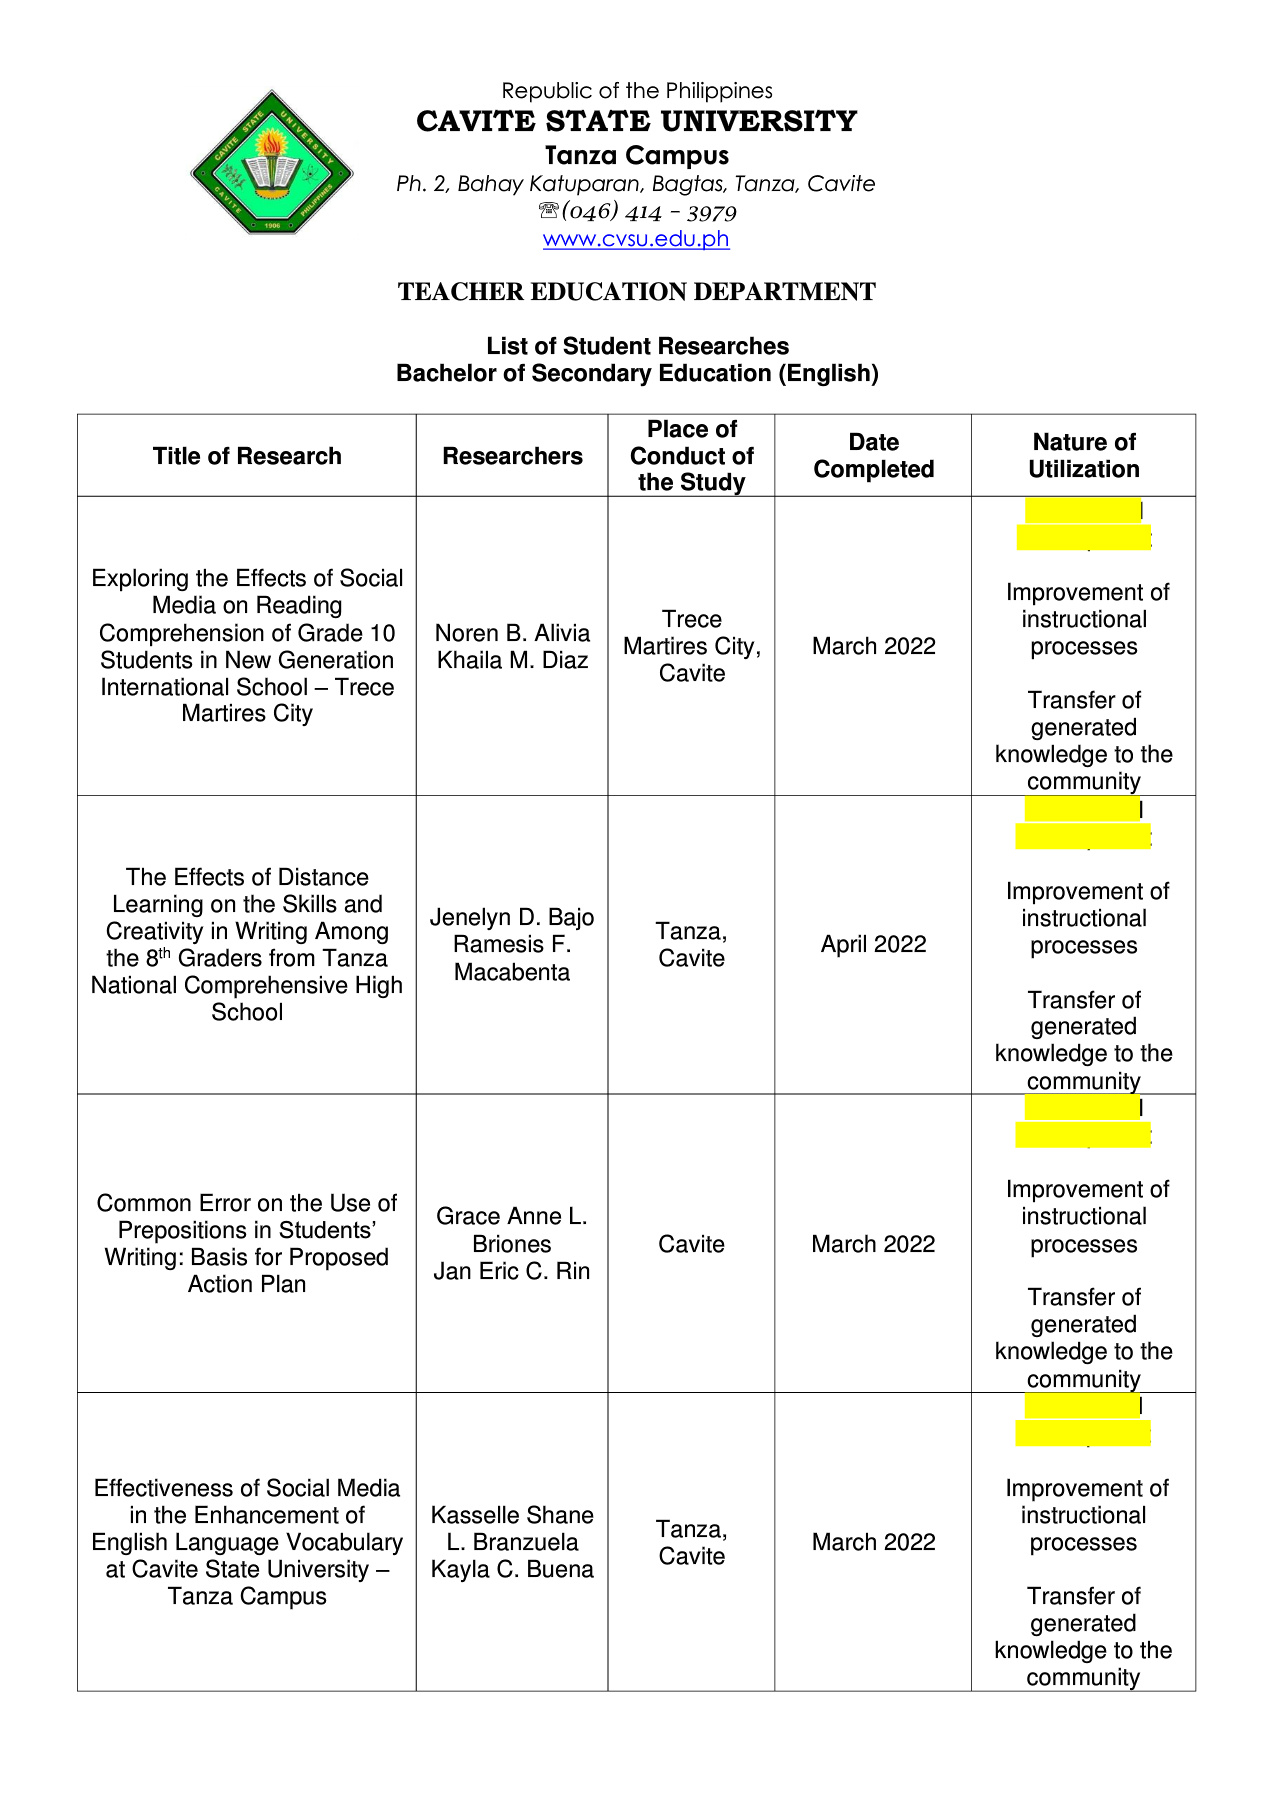 Republic of the Philippines
CAVITE STATE UNIVERSITY
Tanza Campus
Ph. 2, Bahay Katuparan, Bagtas, Tanza, Cavite
☏(046) 414 - 3979
www.cvsu.edu.ph
CAVITE STATE UNIVERSITY
CAVITE PHILIPPINES
1906
TEACHER EDUCATION DEPARTMENT
List of Student Researches
Bachelor of Secondary Education (English)
Title of Research
Researchers
Place of
Conduct of
the Study
Date
Completed
Nature of
Utilization
Exploring the Effects of Social
Media on Reading
Comprehension of Grade 10
Students in New Generation
International School – Trece
Martires City
Noren B. Alivia
Khaila M. Diaz
Trece
Martires City,
Cavite
March 2022
Improvement of
instructional
processes
Transfer of
generated
knowledge to the
community
The Effects of Distance
Learning on the Skills and
Creativity in Writing Among
the 8th Graders from Tanza
National Comprehensive High
School
Jenelyn D. Bajo
Ramesis F.
Macabenta
Tanza,
Cavite
April 2022
Improvement of
instructional
processes
Transfer of
generated
knowledge to the
community
Common Error on the Use of
Prepositions in Students’
Writing: Basis for Proposed
Action Plan
Grace Anne L.
Briones
Jan Eric C. Rin
Cavite
March 2022
Improvement of
instructional
processes
Transfer of
generated
knowledge to the
community
Effectiveness of Social Media
in the Enhancement of
English Language Vocabulary
at Cavite State University –
Tanza Campus
Kasselle Shane
L. Branzuela
Kayla C. Buena
Tanza,
Cavite
March 2022
Improvement of
instructional
processes
Transfer of
generated
knowledge to the
community